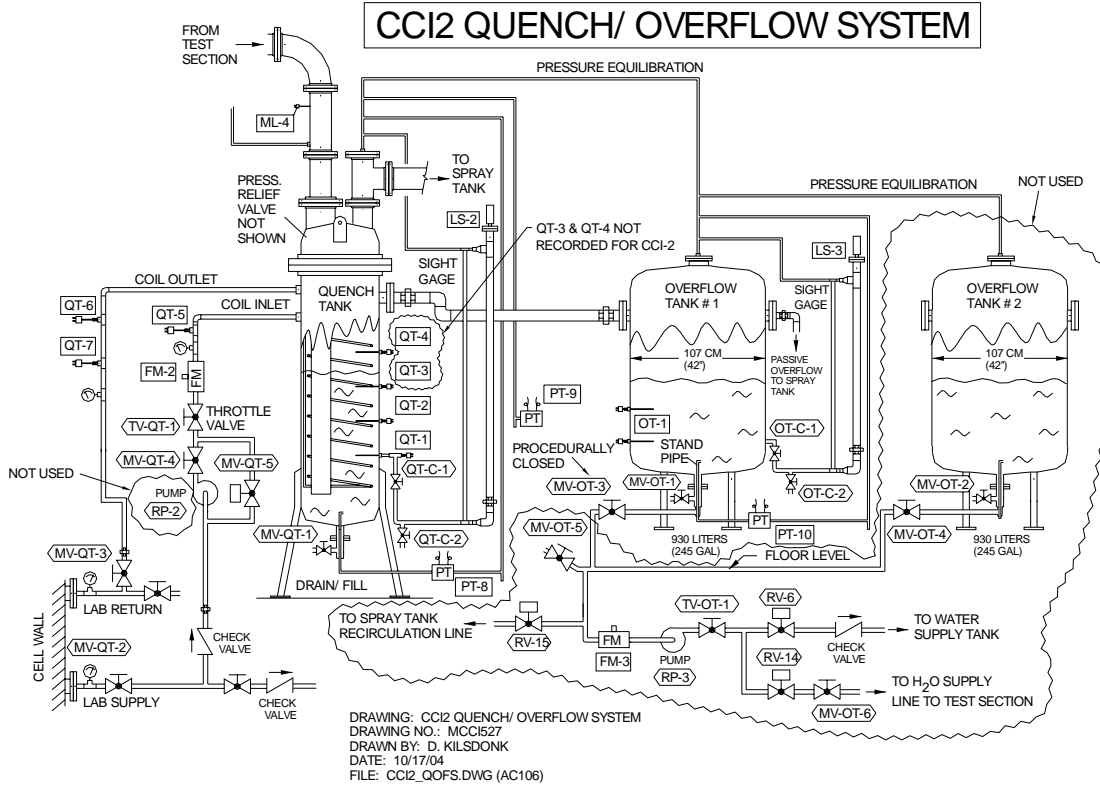 CCI2 QUENCH/ OVERFLOW SYSTEM
FROM
TEST
SECTION
PRESSURE EQUILIBRATION
ML-4
TO
SPRAY
TANK
PRESS.
RELIEF
VALVE
NOT
SHOWN
PRESSURE EQUILIBRATION
NOT USED
LS-2
QT-3 & QT-4 NOT
RECORDED FOR CCI-2
LS-3
SIGHT
GAGE
COIL OUTLET
COIL INLET
QUENCH
TANK
OVERFLOW
TANK # 1
SIGHT
GAGE
OVERFLOW
TANK # 2
QT-6
QT-5
QT-7
QT-4
QT-3
QT-2
QT-1
FM-2
FM
107 CM
(42")
107 CM
(42")
PASSIVE
OVERFLOW
TO SPRAY
TANK
PT-9
PT
THROTTLE
VALVE
TV-QT-1
MV-QT-4
MV-QT-5
OT-1
OT-C-1
STAND
PIPE
PROCEDURALLY
CLOSED
NOT USED
PUMP
RP-2
QT-C-1
MV-OT-3
MV-OT-1
OT-C-2
MV-OT-2
MV-QT-1
QT-C-2
MV-OT-5
PT
PT-10
MV-OT-4
930 LITERS
(245 GAL)
930 LITERS
(245 GAL)
MV-QT-3
PT
PT-8
FLOOR LEVEL
DRAIN/ FILL
LAB RETURN
CELL WALL
MV-QT-2
CHECK
VALVE
TO SPRAY TANK
RECIRCULATION LINE
RV-15
FM
FM-3
PUMP
RP-3
TV-OT-1
RV-6
CHECK
VALVE
TO WATER
SUPPLY TANK
RV-14
MV-OT-6
TO H2O SUPPLY
LINE TO TEST SECTION
LAB SUPPLY
CHECK
VALVE
DRAWING: CCI2 QUENCH/ OVERFLOW SYSTEM
DRAWING NO.: MCCI527
DRAWN BY: D. KILSDONK
DATE: 10/17/04
FILE: CCI2_QOFS.DWG (AC106)